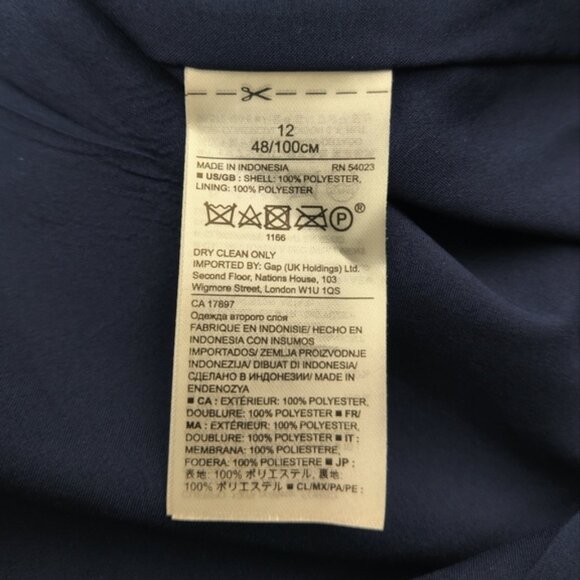 12
48/100CM
MADE IN INDONESIA RN 54023
■ US/GB : SHELL: 100% POLYESTER,
LINING: 100% POLYESTER
P ®
1166
DRY CLEAN ONLY
IMPORTED BY: Gap (UK Holdings) Ltd.
Second Floor, Nations House, 103
Wigmore Street, London W1U 1QS
CA 17897
Одежда второго слоя
FABRIQUE EN INDONISIE/ HECHO EN
INDONESIA CON INSUMOS
IMPORTADOS/ ZEMLJA PROIZVODNJE
INDONEZIJA/ DIBUAT DI INDONESIA/
СДЕЛАНО В ИНДОНЕЗИИ/ MADE IN
ENDENOZYA
■ CA : EXTÉRIEUR: 100% POLYESTER,
DOUBLURE: 100% POLYESTER ■ FR/
MA : EXTÉRIEUR: 100% POLYESTER,
DOUBLURE: 100% POLYESTER ■ IT :
MEMBRANA: 100% POLIESTERE,
FODERA: 100% POLIESTERE ■ JP :
表地: 100% ポリエステル, 裏地:
100% ポリエステル ■ CL/MX/PA/PE :